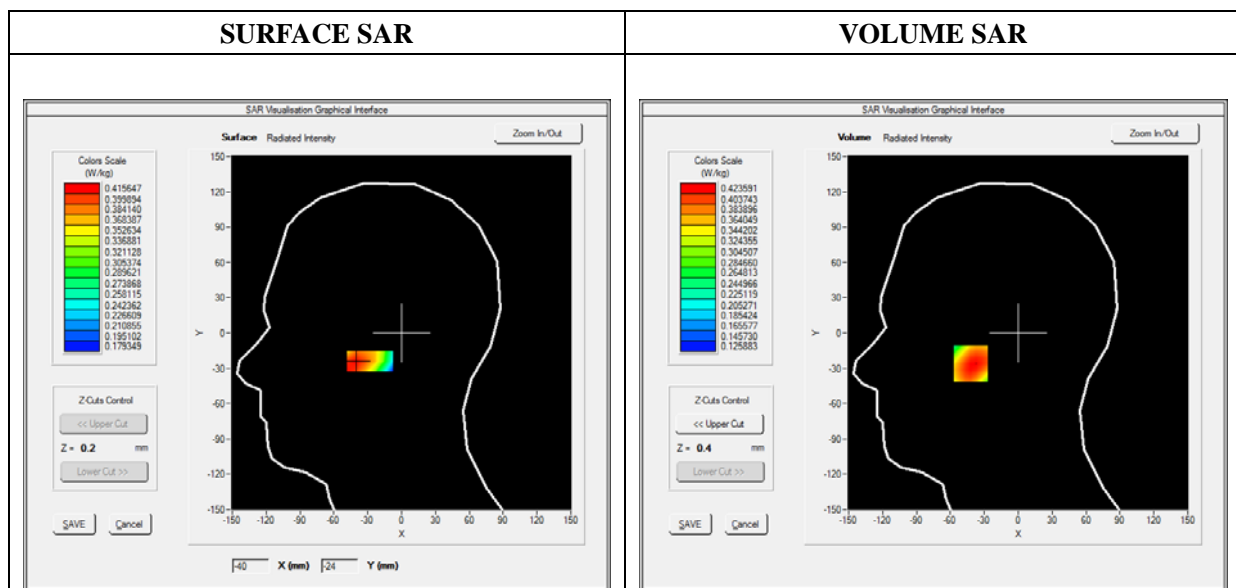 SURFACE SAR
VOLUME SAR
SAR Visualisation Graphical Interface
Surface Radiated Intensity
Zoom In/Out
Colors Scale
(W/kg)
0.415647
0.399894
0.384140
0.368387
0.352634
0.336881
0.321128
0.305374
0.289621
0.273868
0.258115
0.242362
0.226609
0.210855
0.195102
0.179349
Z-Cuts Control
<< Upper Cut
Z = 0.2 mm
Lower Cut >>
SAVE Cancel
150
120
90
60
30
0
-30
-60
-90
-120
-150
Y
-150 -120 -90 -60 -30 0 30 60 90 120 150
X
-40 X (mm) -24 Y (mm)
SAR Visualisation Graphical Interface
Volume Radiated Intensity
Zoom In/Out
Colors Scale
(W/kg)
0.423591
0.403743
0.383896
0.364049
0.344202
0.324355
0.304507
0.284660
0.264813
0.244966
0.225119
0.205271
0.185424
0.165577
0.145730
0.125883
Z-Cuts Control
<< Upper Cut
Z = 0.4 mm
Lower Cut >>
SAVE Cancel
150
120
90
60
30
0
-30
-60
-90
-120
-150
Y
-150 -120 -90 -60 -30 0 30 60 90 120 150
X